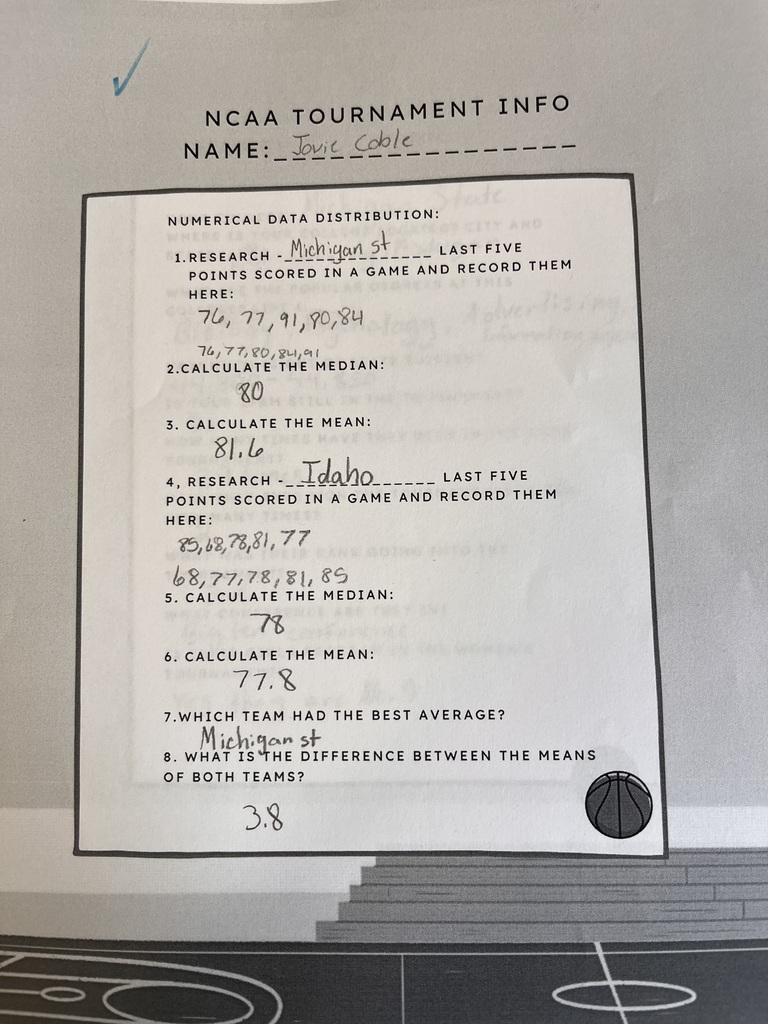 NCAA TOURNAMENT INFO
NAME: Jovie Coble
NUMERICAL DATA DISTRIBUTION:
1. RESEARCH - Michigan st LAST FIVE
POINTS SCORED IN A GAME AND RECORD THEM
HERE:
76, 77, 91, 80, 84
76, 77, 80, 84, 91
2. CALCULATE THE MEDIAN:
80
3. CALCULATE THE MEAN:
81.6
4, RESEARCH - Idaho LAST FIVE
POINTS SCORED IN A GAME AND RECORD THEM
HERE:
85, 68, 78, 81, 77
68, 77, 78, 81, 85
5. CALCULATE THE MEDIAN:
78
6. CALCULATE THE MEAN:
77.8
7. WHICH TEAM HAD THE BEST AVERAGE?
Michigan st
8. WHAT IS THE DIFFERENCE BETWEEN THE MEANS
OF BOTH TEAMS?
3.8